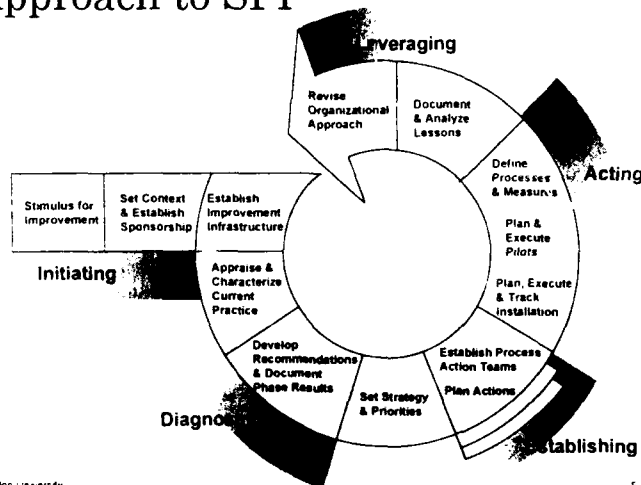 Approach to SPI
Leveraging
Revise
Organizational
Approach
Document
& Analyze
Lessons
Acting
Define
Processes
& Measures
Plan &
Execute
Pilots
Plan, Execute
& Track
Installation
Stimulus for
Improvement
Set Context
& Establish
Sponsorship
Establish
Improvement
Infrastructure
Initiating
Appraise &
Characterize
Current
Practice
Develop
Recommendations
& Document
Phase Results
Diagnos
Set Strategy
& Priorities
Establish Process
Action Teams
Plan Actions
Establishing